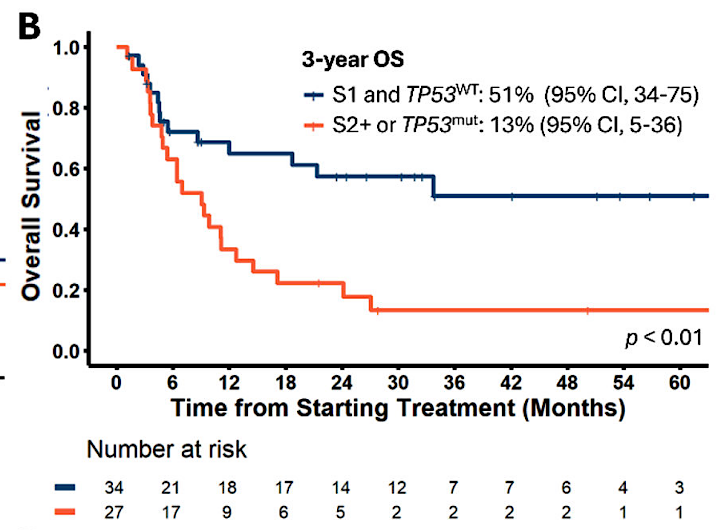 B
3-year OS
S1 and TP53WT: 51% (95% CI, 34-75)
S2+ or TP53mut: 13% (95% CI, 5-36)
Overall Survival
1.0
0.8
0.6
0.4
0.2
0.0
p < 0.01
0 6 12 18 24 30 36 42 48 54 60
Time from Starting Treatment (Months)
Number at risk
34 21 18 17 14 12 7 7 6 4 3
27 17 9 6 5 2 2 2 2 1 1